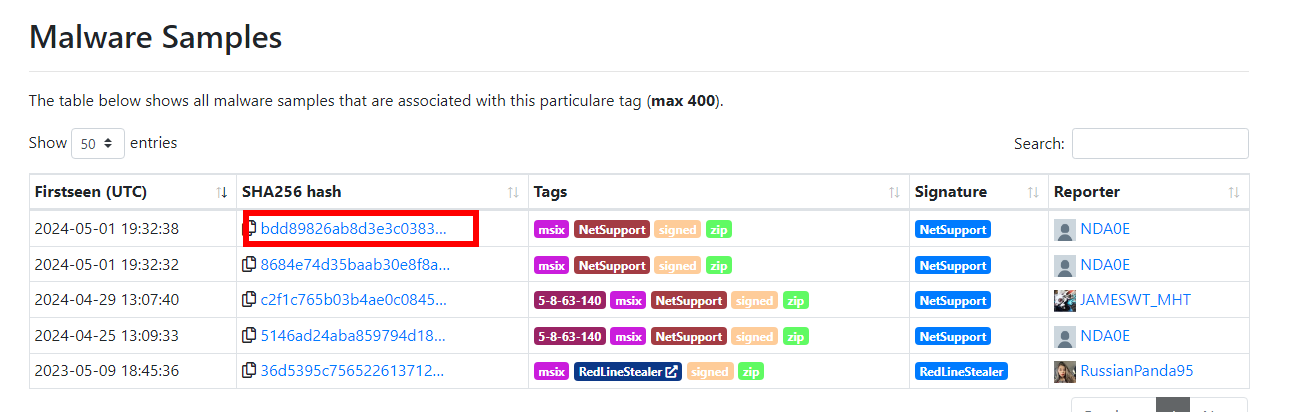 Malware Samples
The table below shows all malware samples that are associated with this particulare tag (max 400).
Show 50 entries Search:
Firstseen (UTC) SHA256 hash Tags Signature Reporter
2024-05-01 19:32:38 bdd89826ab8d3e3c0383... msix NetSupport signed zip NetSupport NDA0E
2024-05-01 19:32:32 8684e74d35baab30e8f8a... msix NetSupport signed zip NetSupport NDA0E
2024-04-29 13:07:40 c2f1c765b03b4ae0c0845... 5-8-63-140 msix NetSupport signed zip NetSupport JAMESWT_MHT
2024-04-25 13:09:33 5146ad24aba859794d18... 5-8-63-140 msix NetSupport signed zip NetSupport NDA0E
2023-05-09 18:45:36 36d5395c756522613712... msix RedLineStealer signed zip RedLineStealer RussianPanda95